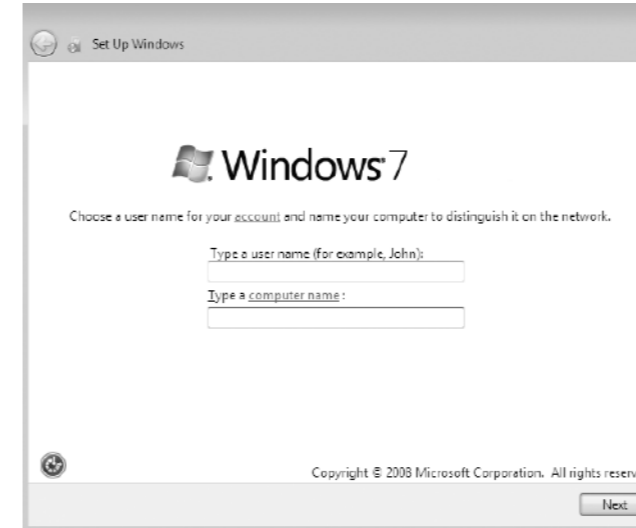 Set Up Windows
Windows 7
Choose a user name for your account and name your computer to distinguish it on the network.
Type a user name (for example, John):
Type a computer name :
Copyright © 2008 Microsoft Corporation. All rights reserv
Next